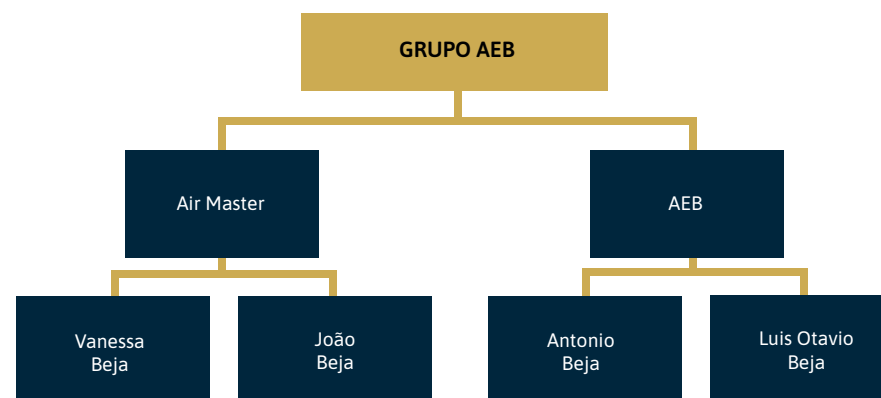 GRUPO AEB
Air Master
AEB
Vanessa
Beja
João
Beja
Antonio
Beja
Luis Otavio
Beja